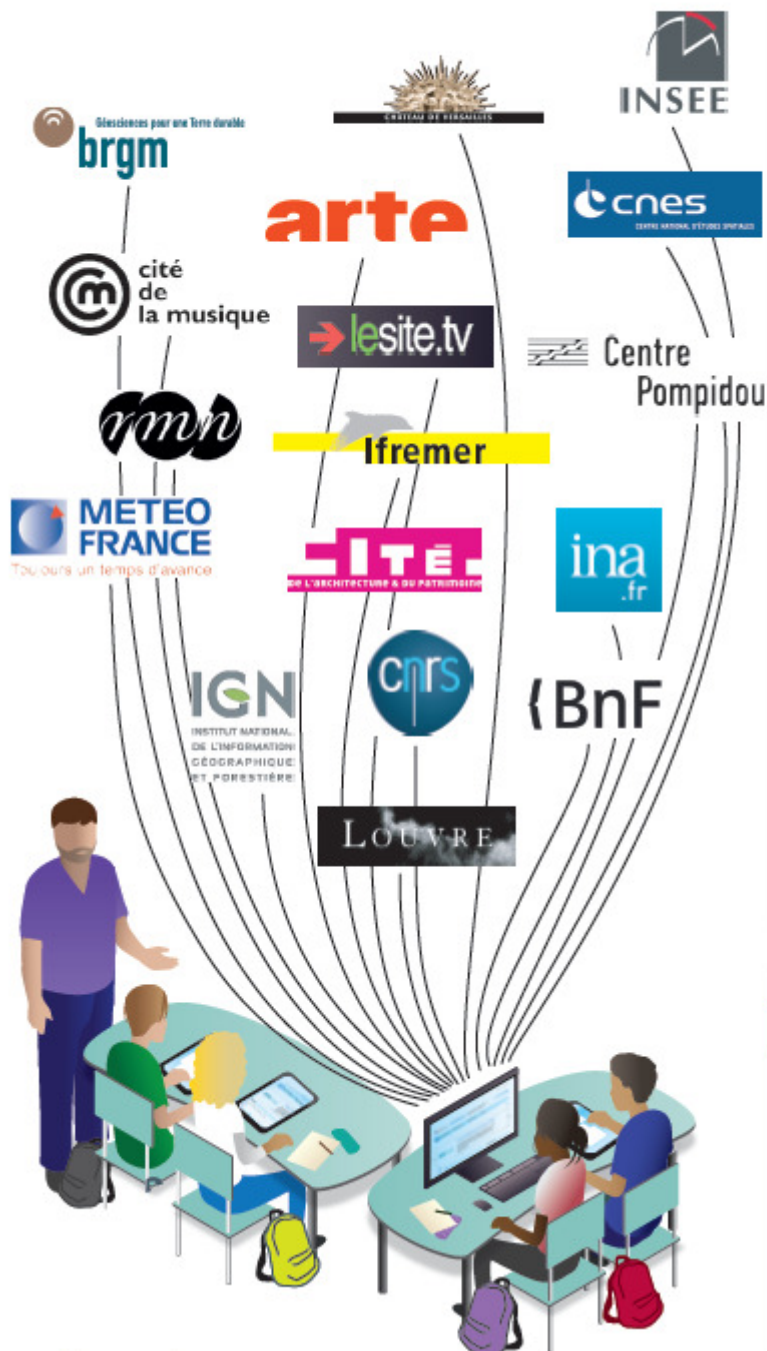 INSEE
Géosciences pour une Terre durable
brgm
CHÂTEAU DE VERSAILLES
cnes
CENTRE NATIONAL D'ÉTUDES SPATIALES
arte
cité
de
la musique
lesite.tv
Centre
Pompidou
rmn
Ifremer
METEO
FRANCE
Toujours un temps d'avance
CITÉ
DE L'ARCHITECTURE & DU PATRIMOINE
ina
.fr
cnrs
IGN
INSTITUT NATIONAL
DE L'INFORMATION
GÉOGRAPHIQUE
ET FORESTIÈRE
BnF
LOUVRE